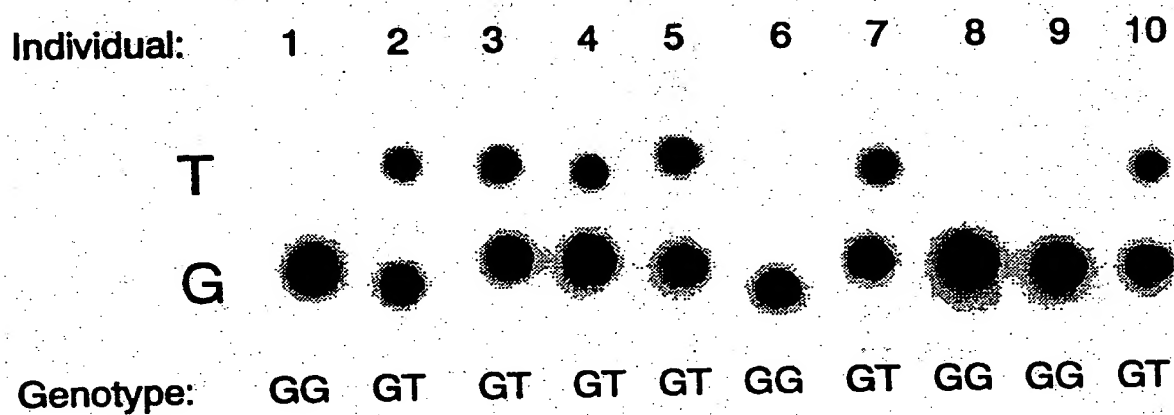 Individual: 1 2 3 4 5 6 7 8 9 10
T
G
Genotype: GG GT GT GT GT GG GT GG GG GT